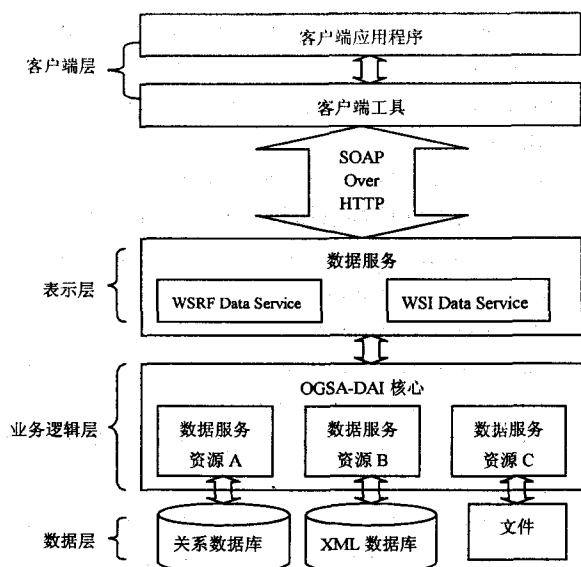 客户端应用程序
客户端层
客户端工具
SOAP
Over
HTTP
数据服务
表示层
WSRF Data Service
WSI Data Service
OGSA-DAI 核心
业务逻辑层
数据服务
资源 A
数据服务
资源 B
数据服务
资源 C
数据层
关系数据库
XML 数据库
文件